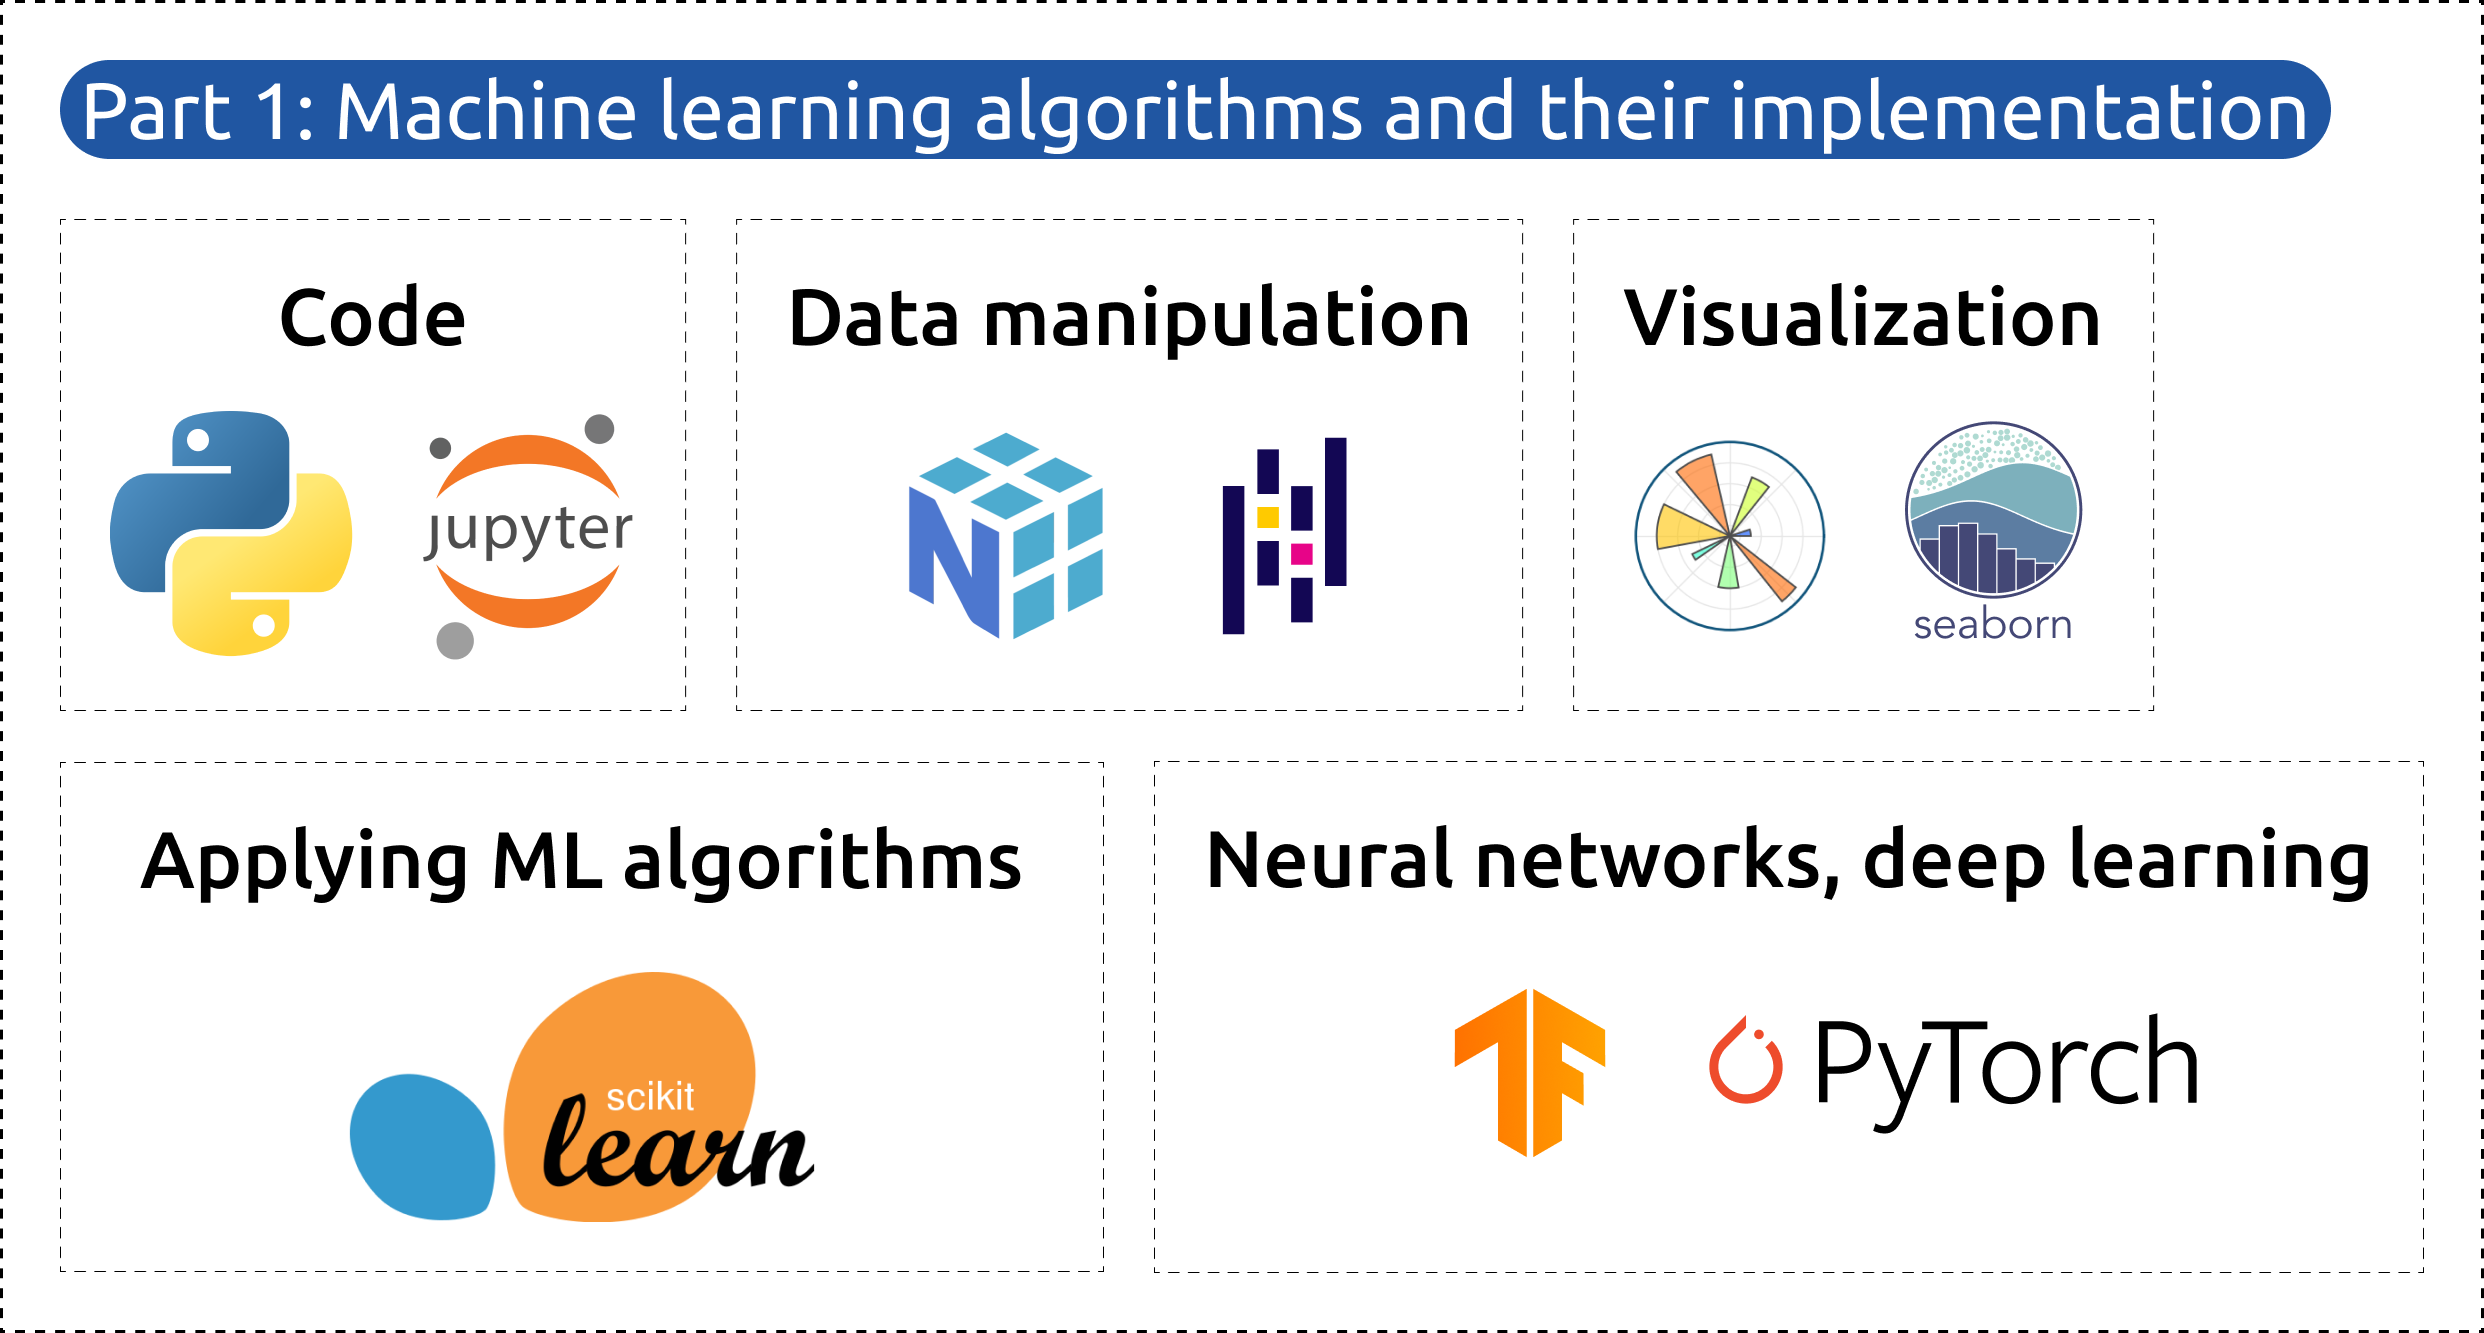 Part 1: Machine learning algorithms and their implementation
Code
Data manipulation
Visualization
jupyter
N
seaborn
Applying ML algorithms
Neural networks, deep learning
scikit
learn
TF
PyTorch